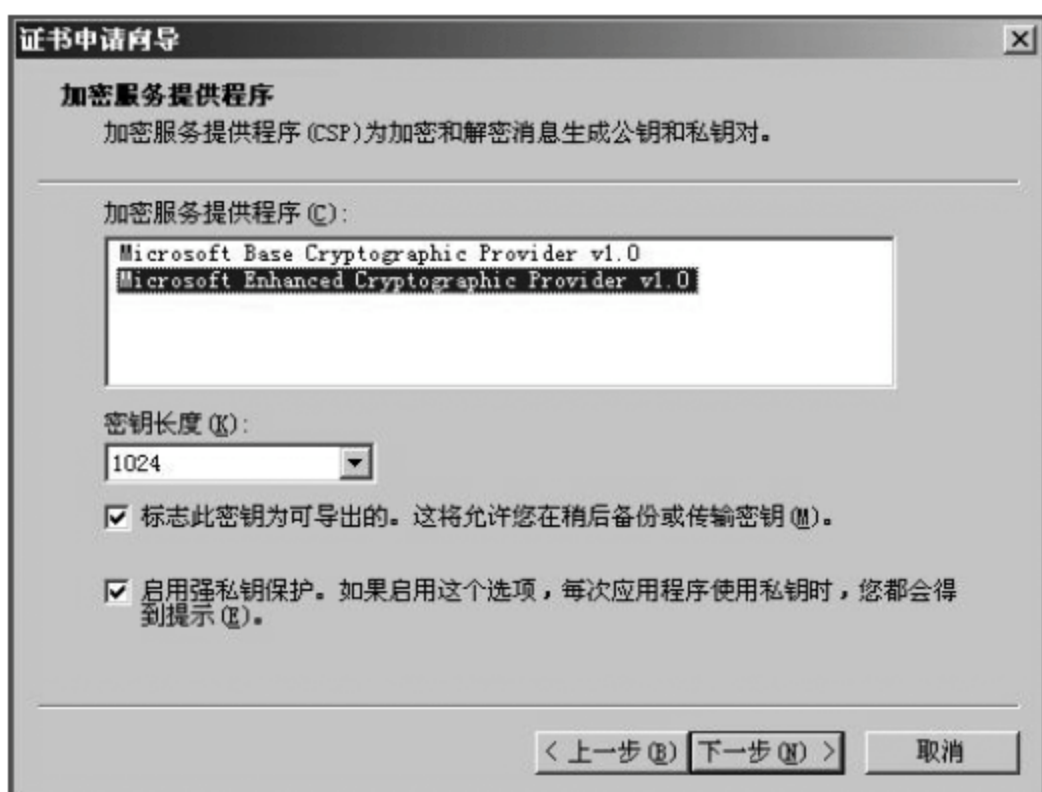 证书申请向导
加密服务提供程序
加密服务提供程序(CSP)为加密和解密消息生成公钥和私钥对。
加密服务提供程序(C):
Microsoft Base Cryptographic Provider v1.0
Microsoft Enhanced Cryptographic Provider v1.0
密钥长度(K):
1024
标志此密钥为可导出的。这将允许您在稍后备份或传输密钥(M)。
启用强私钥保护。如果启用这个选项，每次应用程序使用私钥时，您都会得
到提示(E)。
< 上一步(B) 下一步(N) > 取消